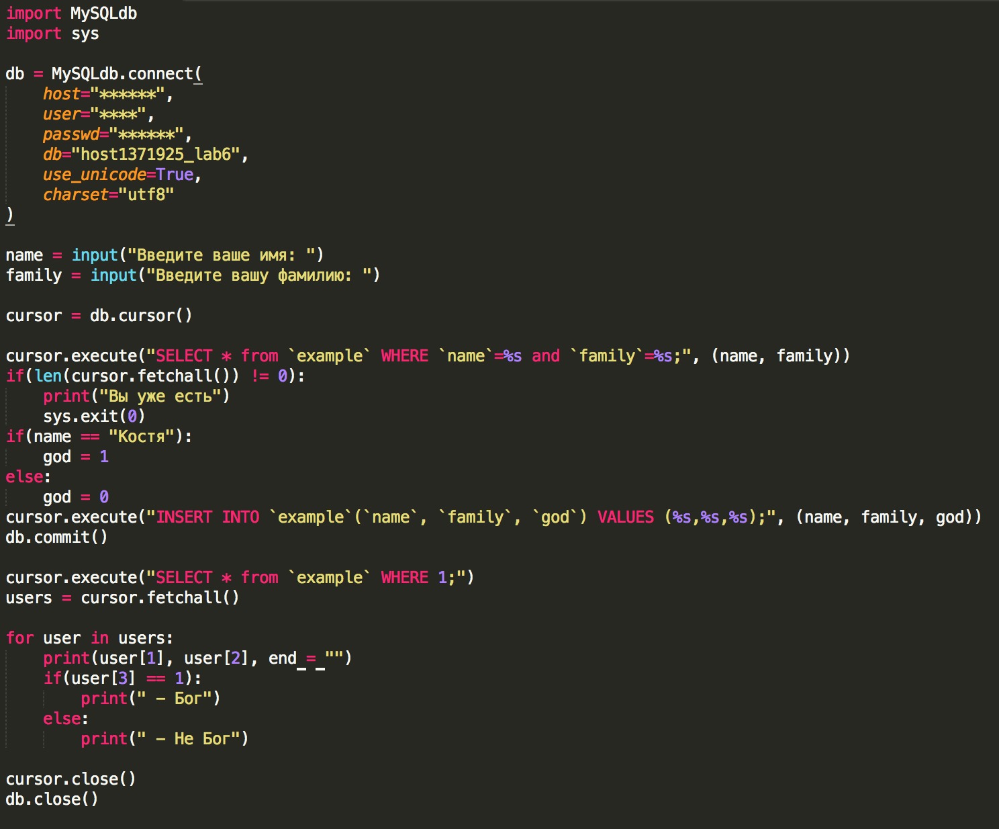 import MySQLdb
import sys
db = MySQLdb.connect(
host="******",
user="****",
passwd="******",
db="host1371925_lab6",
use_unicode=True,
charset="utf8"
)
name = input("Введите ваше имя: ")
family = input("Введите вашу фамилию: ")
cursor = db.cursor()
cursor.execute("SELECT * from `example` WHERE `name`=%s and `family`=%s;", (name, family))
if(len(cursor.fetchall()) != 0):
print("Вы уже есть")
sys.exit(0)
if(name == "Костя"):
god = 1
else:
god = 0
cursor.execute("INSERT INTO `example`(`name`, `family`, `god`) VALUES (%s,%s,%s);", (name, family, god))
db.commit()
cursor.execute("SELECT * from `example` WHERE 1;")
users = cursor.fetchall()
for user in users:
print(user[1], user[2], end = "")
if(user[3] == 1):
print(" – Бог")
else:
print(" – Не Бог")
cursor.close()
db.close()